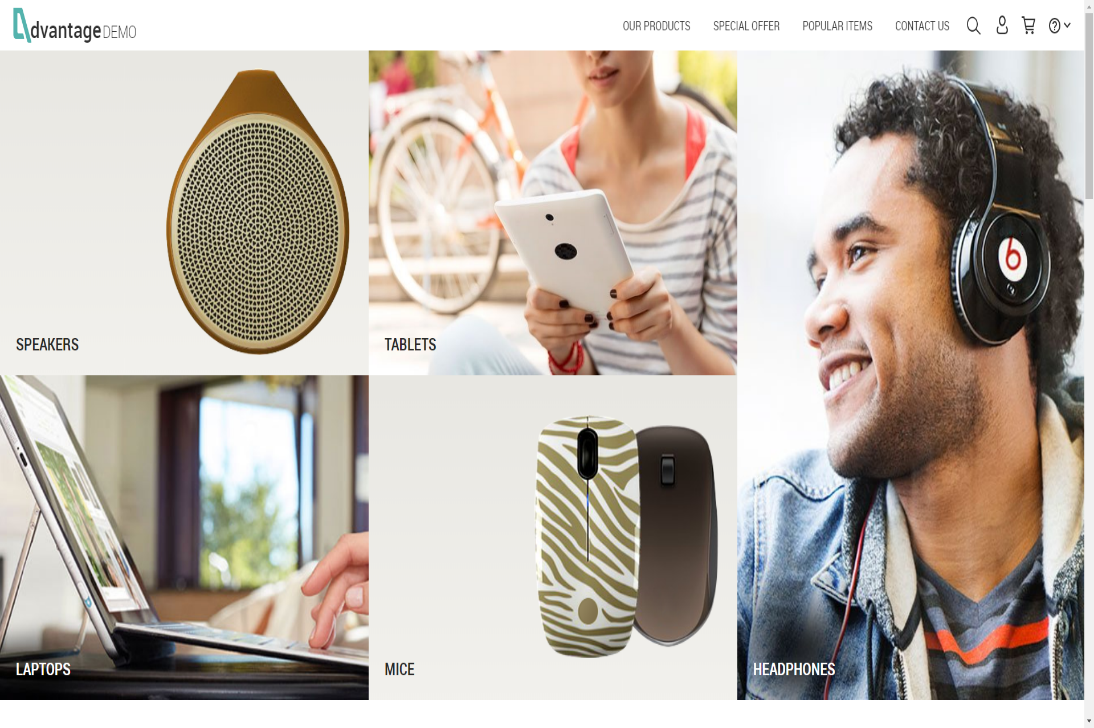 dvantage DEMO
OUR PRODUCTS
SPECIAL OFFER
POPULAR ITEMS
CONTACT US
SPEAKERS
TABLETS
LAPTOPS
MICE
HEADPHONES
b